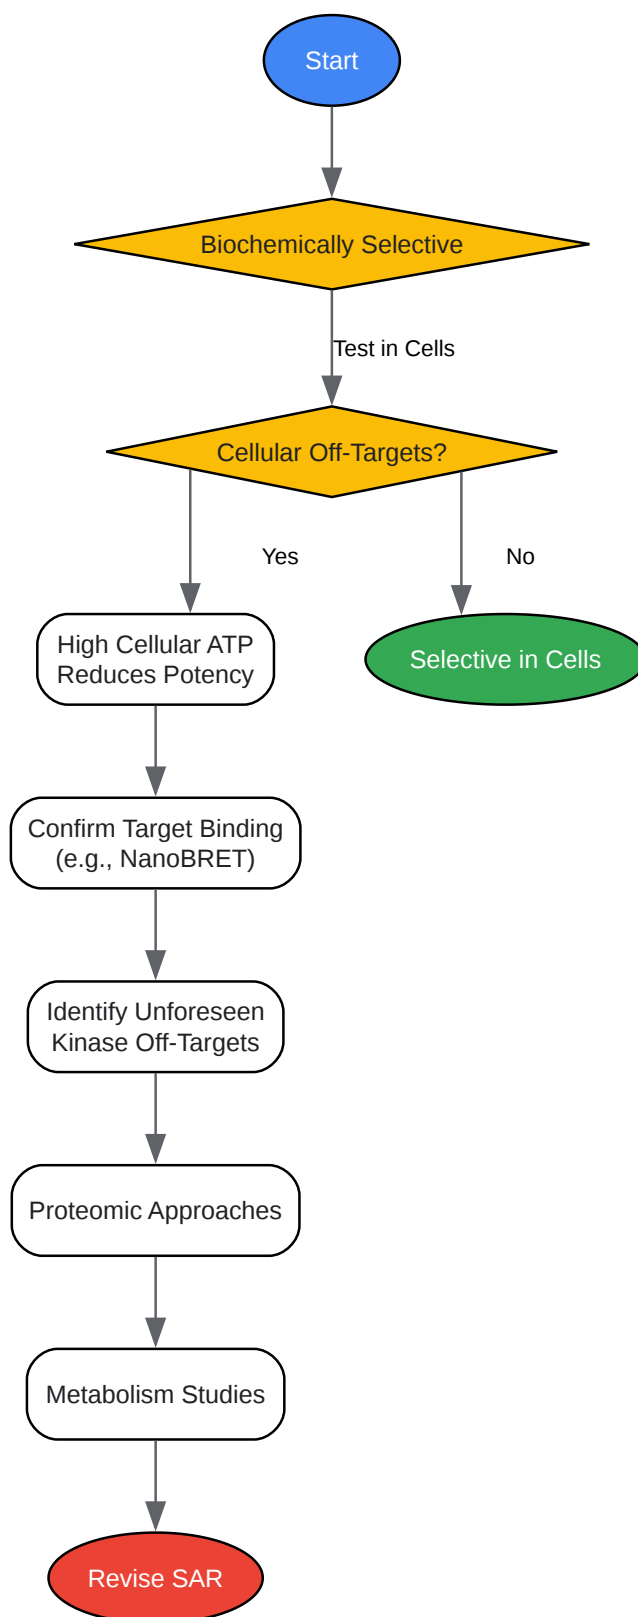 Start
Biochemically Selective
Test in Cells
Cellular Off-Targets?
Yes
No
High Cellular ATP
Reduces Potency
Selective in Cells
Confirm Target Binding
(e.g., NanoBRET)
Identify Unforeseen
Kinase Off-Targets
Proteomic Approaches
Metabolism Studies
Revise SAR